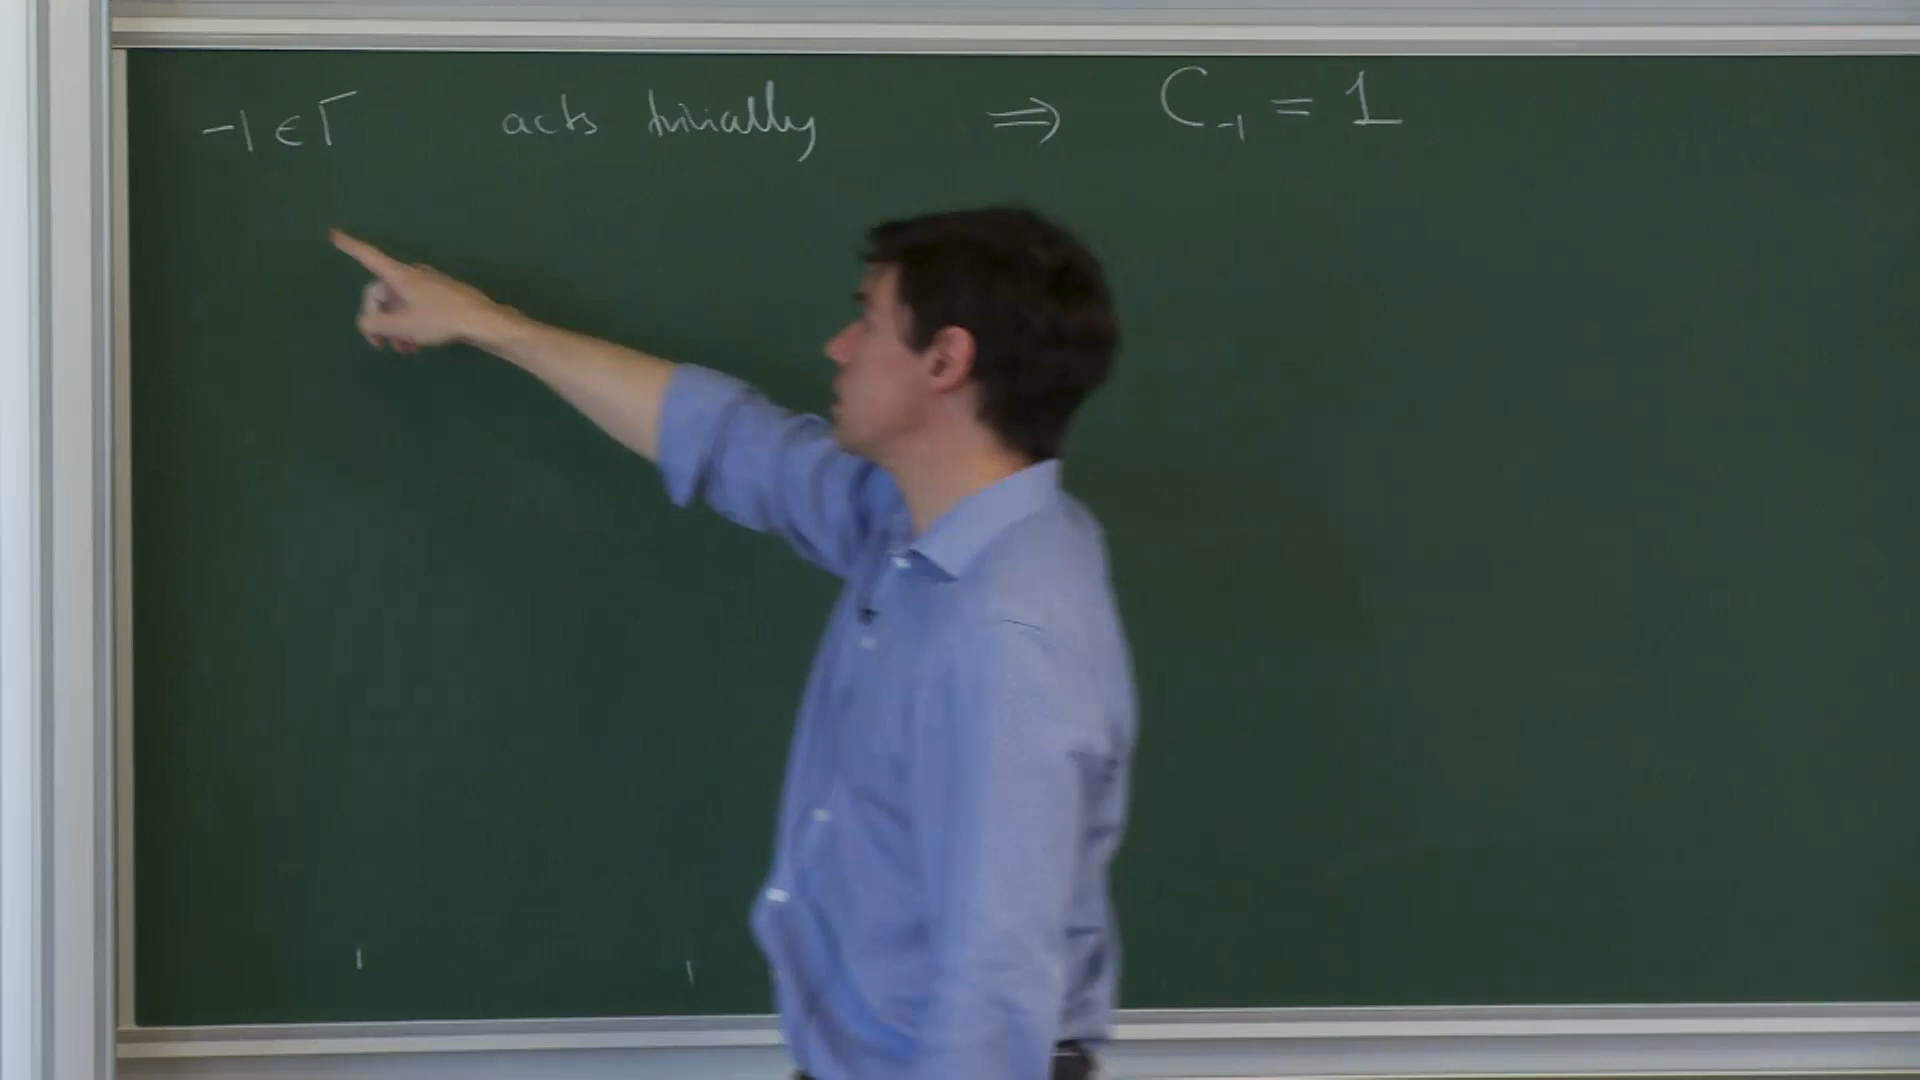 -1 ∈ Γ acts trivially ⇒ C₋₁ = 1